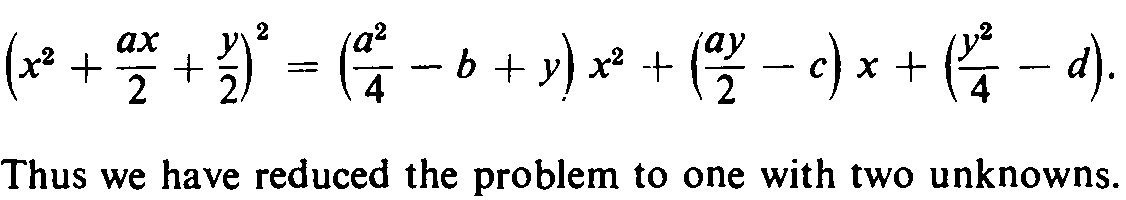 (x² + ax/2 + y/2)² = (a²/4 − b + y) x² + (ay/2 − c) x + (y²/4 − d).
Thus we have reduced the problem to one with two unknowns.